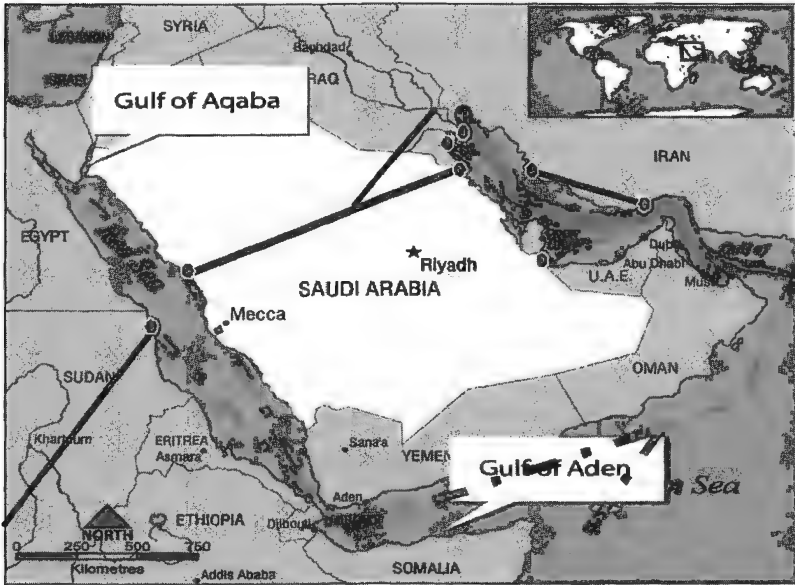 SYRIA
Lebanon
Baghdad
ISRAEL
IRAQ
Gulf of Aqaba
IRAN
EGYPT
Riyadh
Dubai
Abu Dhabi
U.A.E.
SAUDI ARABIA
Mecca
OMAN
SUDAN
Khartoum
ERITREA
Asmara
Sana'a
YEMEN
Gulf of Aden
Sea
Aden
ETHIOPIA
Djibouti
NORTH
0 250 500 750
Kilometres
SOMALIA
Addis Ababa